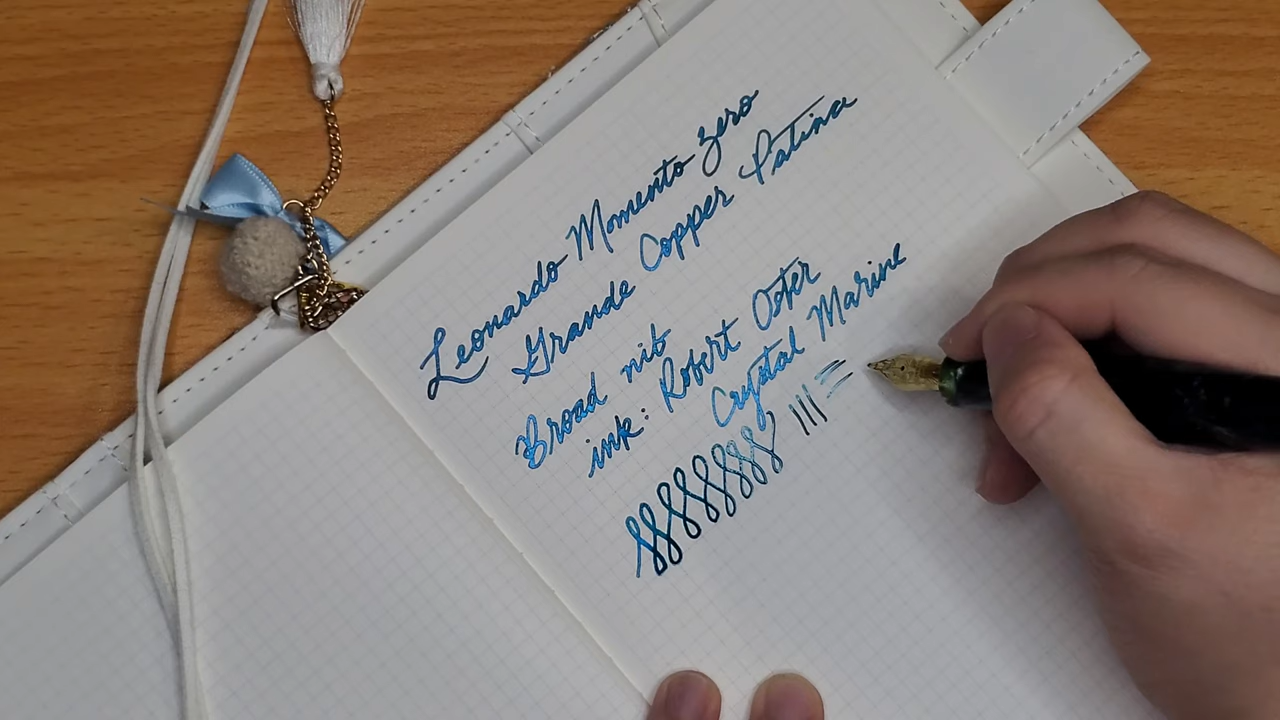 Leonardo Momento zero
Grande Copper Patina
Broad nib
ink: Robert Oster
Crystal Marine